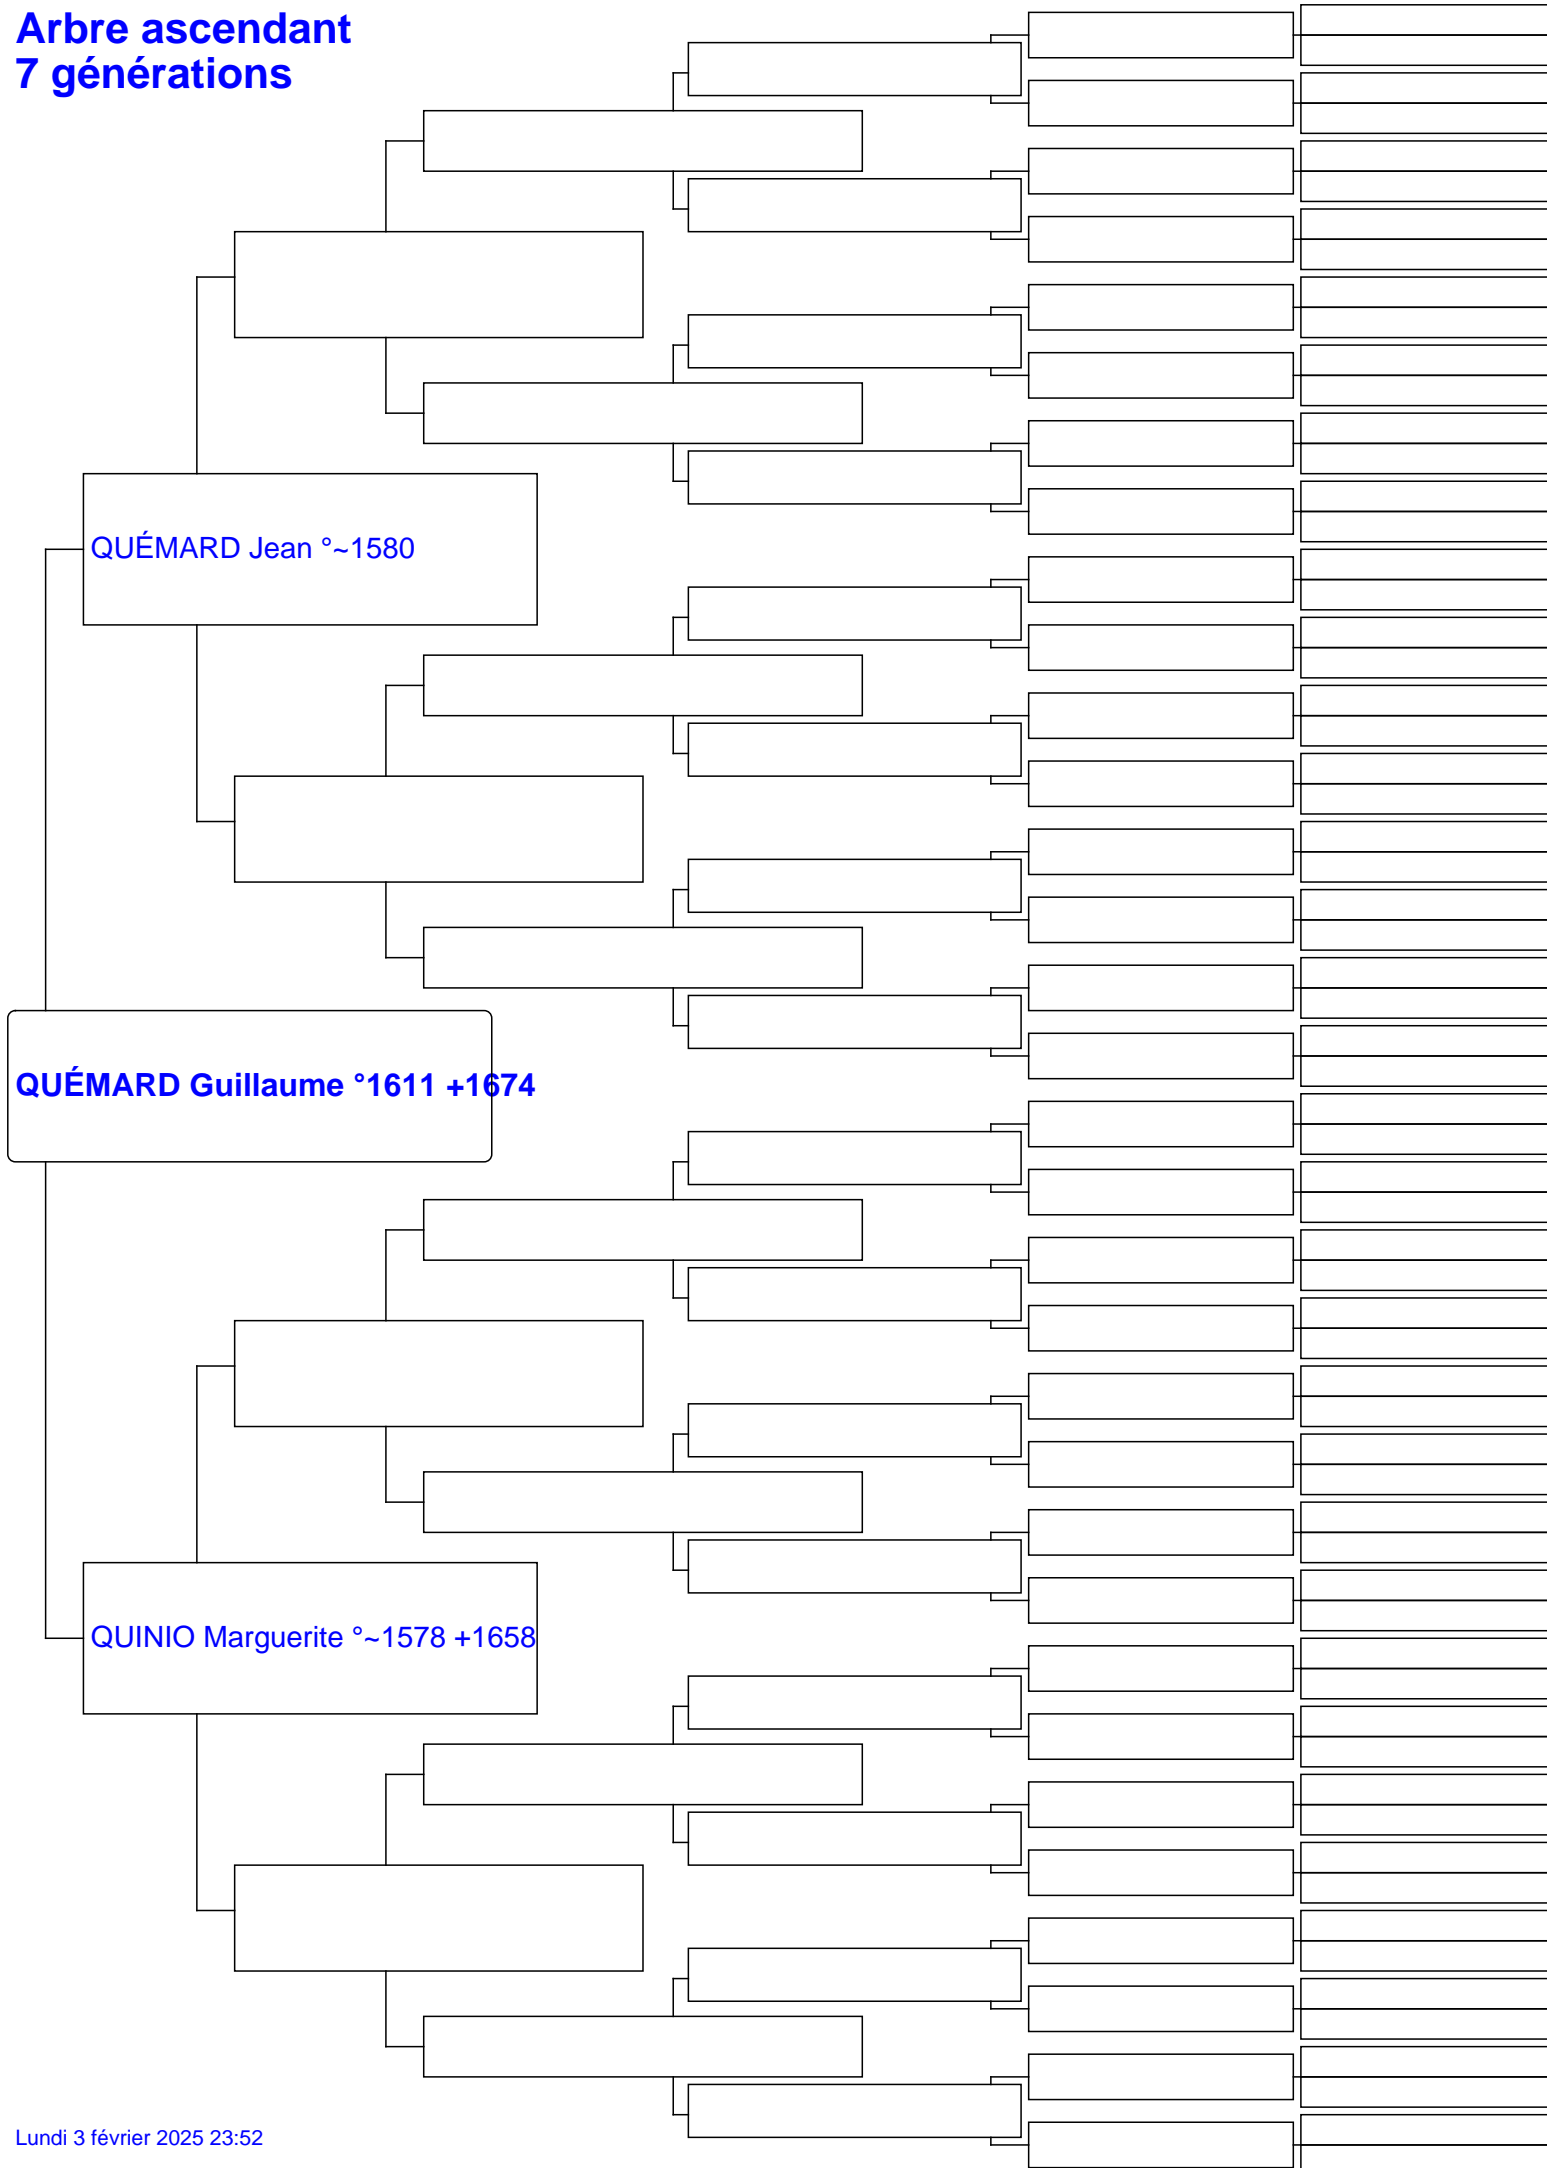 Arbre ascendant
7 générations
QUÉMARD Jean °~1580
QUÉMARD Guillaume °1611 +1674
QUINIO Marguerite °~1578 +1658
Lundi 3 février 2025 23:52